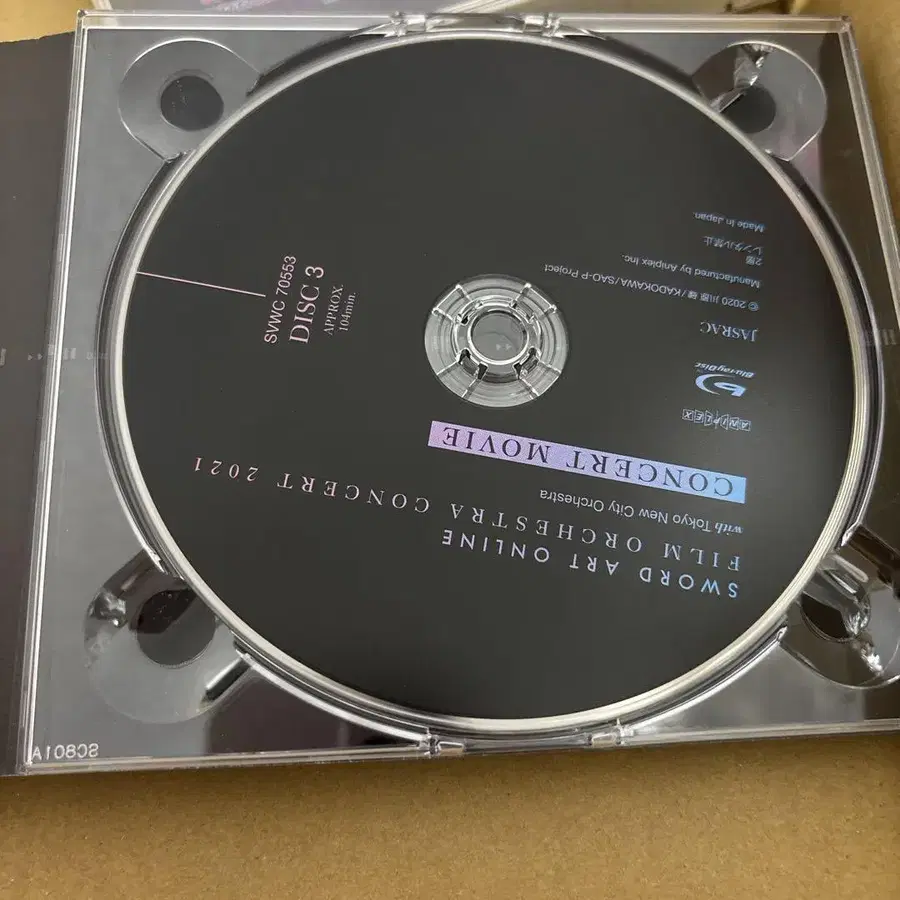 SWORD ART ONLINE
FILM ORCHESTRA CONCERT 2021
with Tokyo New City Orchestra
CONCERT MOVIE
ANIPLEX
Blu-ray Disc
JASRAC
© 2020 川原 礫/KADOKAWA/SAO-P Project
Manufactured by Aniplex Inc.
2層
レンタル禁止
Made in Japan.
SVWC 70553
DISC 3
APPROX.
104min.
SC801A